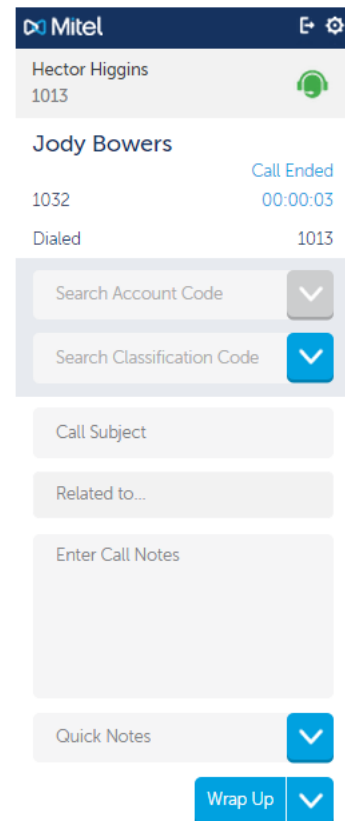 Mitel
Hector Higgins
1013
Jody Bowers
Call Ended
1032 00:00:03
Dialed 1013
Search Account Code
Search Classification Code
Call Subject
Related to...
Enter Call Notes
Quick Notes
Wrap Up